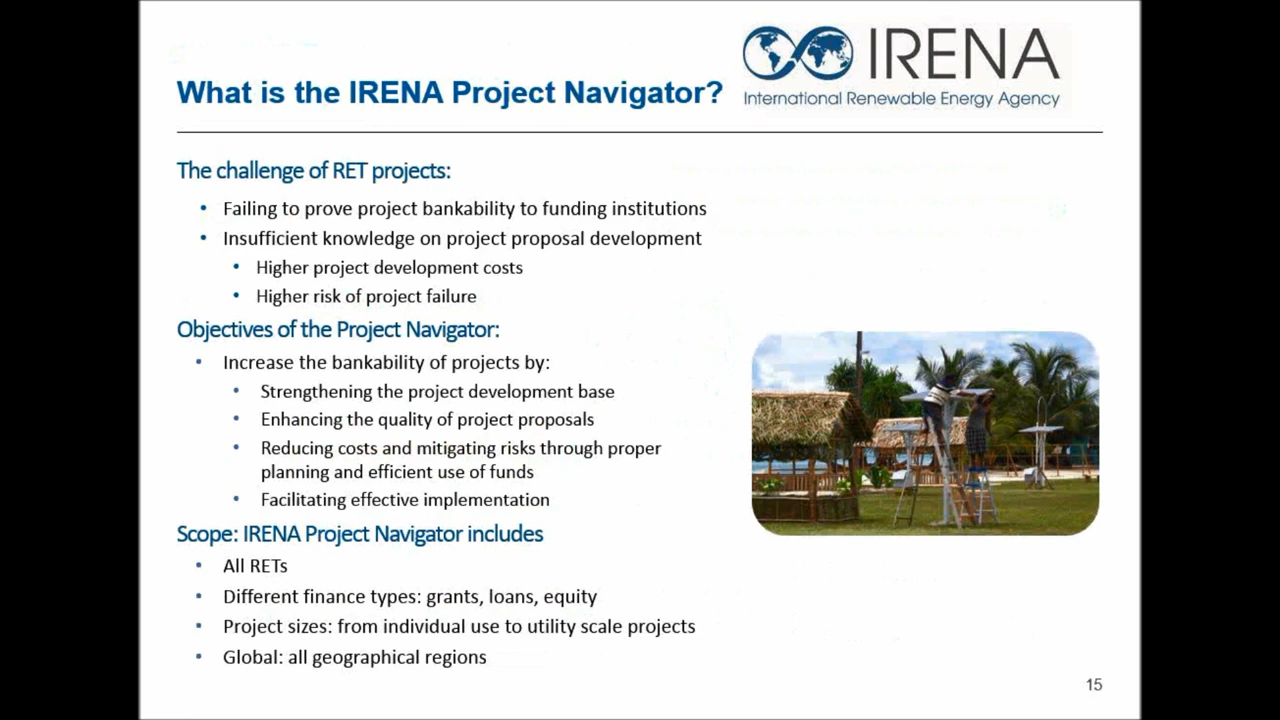 IRENA
International Renewable Energy Agency
What is the IRENA Project Navigator?
The challenge of RET projects:
• Failing to prove project bankability to funding institutions
• Insufficient knowledge on project proposal development
• Higher project development costs
• Higher risk of project failure
Objectives of the Project Navigator:
• Increase the bankability of projects by:
• Strengthening the project development base
• Enhancing the quality of project proposals
• Reducing costs and mitigating risks through proper
planning and efficient use of funds
• Facilitating effective implementation
Scope: IRENA Project Navigator includes
• All RETs
• Different finance types: grants, loans, equity
• Project sizes: from individual use to utility scale projects
• Global: all geographical regions
15